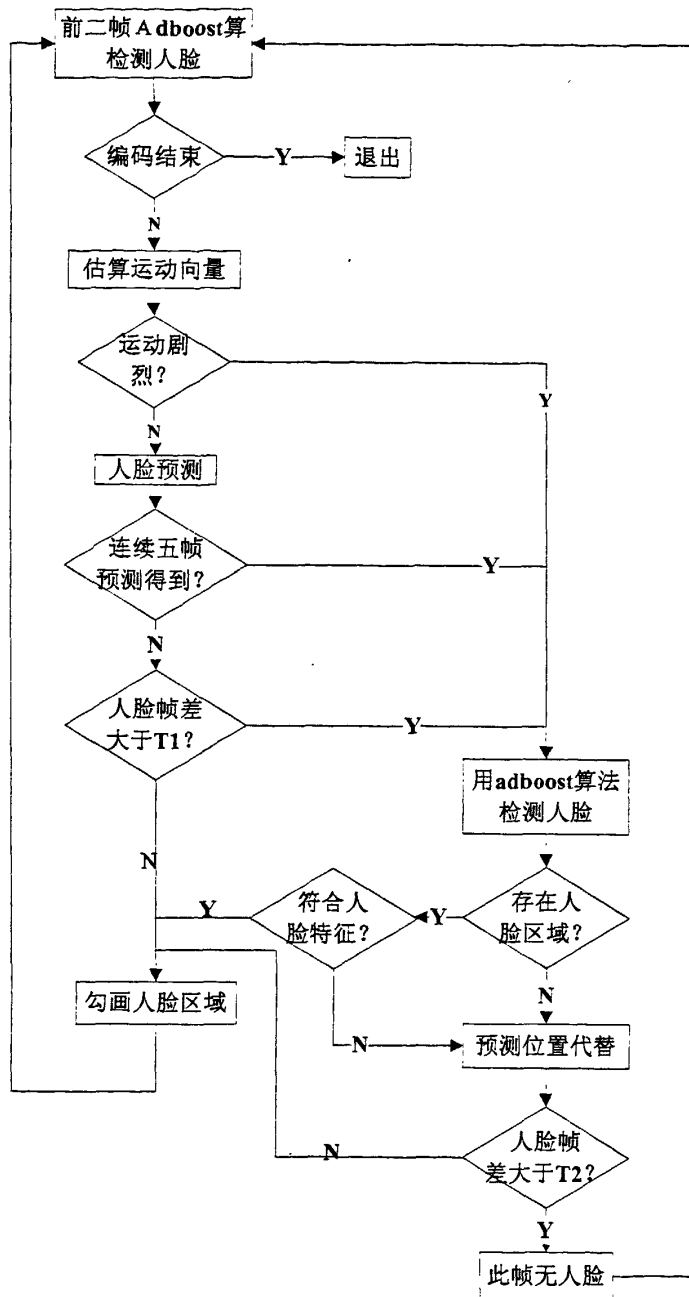 前二帧Adboost算
检测人脸
编码结束
Y
退出
N
估算运动向量
运动剧
烈?
Y
N
人脸预测
连续五帧
预测得到?
Y
N
人脸帧差
大于T1?
Y
用adboost算法
检测人脸
N
符合人
脸特征?
Y
存在人
脸区域?
Y
N
勾画人脸区域
N
预测位置代替
N
人脸帧
差大于T2?
Y
此帧无人脸